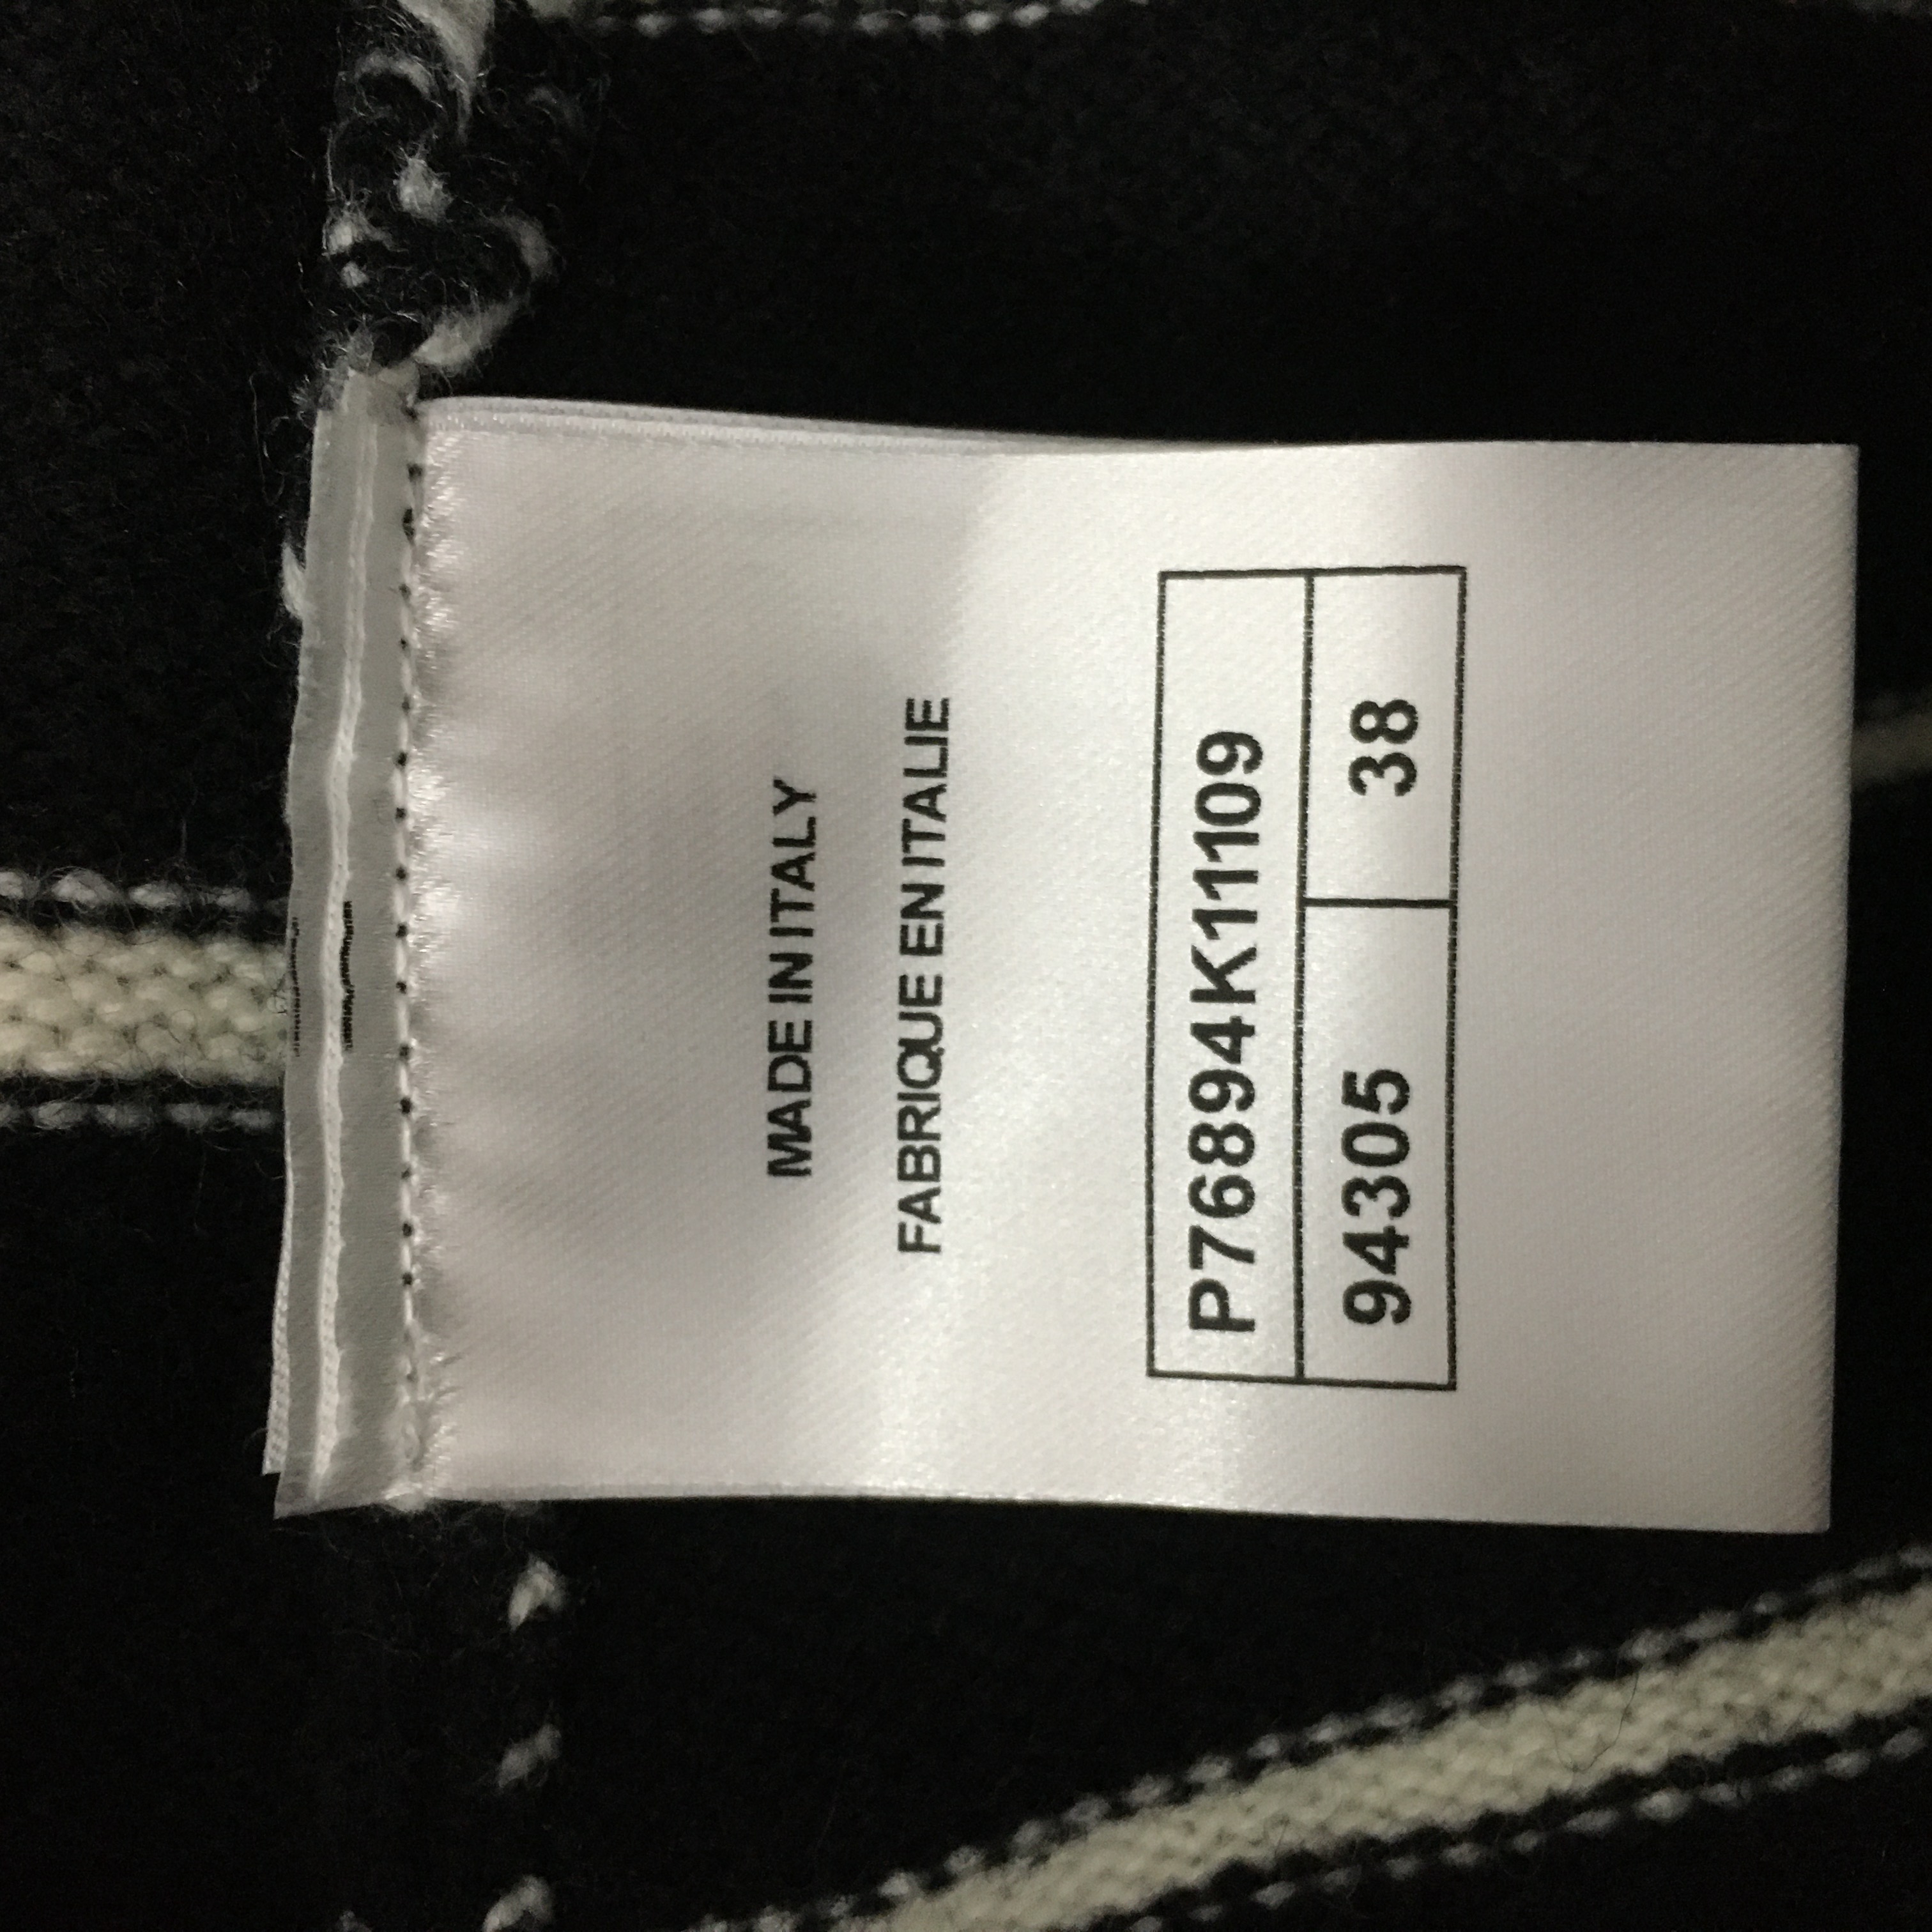 MADE IN ITALY
FABRIQUE EN ITALIE
P76894K11109
94305 38